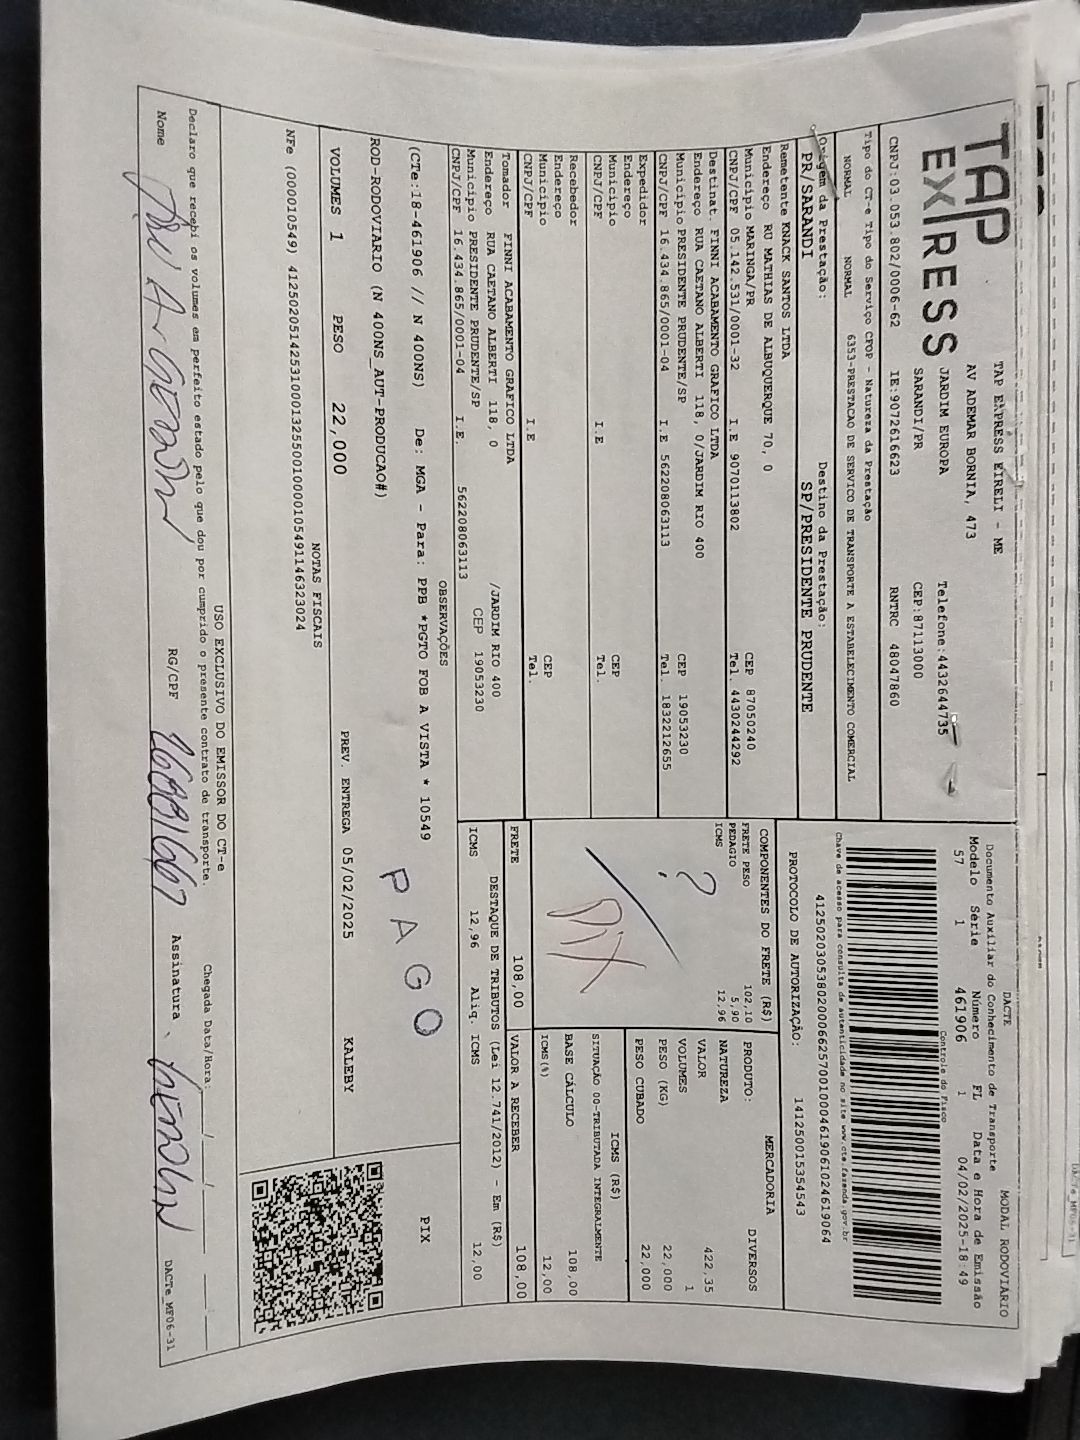 TAP
EXPRESS
TAP EXPRESS EIRELI - ME
AV ADEMAR BORNIA, 473
JARDIM EUROPA Telefone:4432644735
SARANDI/PR CEP:87113000
CNPJ:03.053.802/0006-62 IE:9072616623 RNTRC 48047860
Tipo do CT-e Tipo do Serviço CFOP - Natureza da Prestação
NORMAL NORMAL 6353-PRESTACAO DE SERVICO DE TRANSPORTE A ESTABELECIMENTO COMERCIAL
Origem da Prestação: Destino da Prestação:
PR/SARANDI SP/PRESIDENTE PRUDENTE
DACTE MODAL RODOVIÁRIO
Documento Auxiliar do Conhecimento de Transporte
Modelo Série Número FL Data e Hora de Emissão
57 1 461906 1 04/02/2025-18:49
Controle do Fisco
Chave de acesso para consulta de autenticidade no site www.cte.fazenda.gov.br
41250203053802000662570010004619061024619064
PROTOCOLO DE AUTORIZAÇÃO: 141250015354543
Remetente KNACK SANTOS LTDA
Endereço RU MATHIAS DE ALBUQUERQUE 70, 0
Município MARINGA/PR CEP 87050240
CNPJ/CPF 05.142.531/0001-32 I.E 9070113802 Tel. 4430244292
Destinat. FINNI ACABAMENTO GRAFICO LTDA
Endereço RUA CAETANO ALBERTI 118, 0/JARDIM RIO 400
Município PRESIDENTE PRUDENTE/SP CEP 19053230
CNPJ/CPF 16.434.865/0001-04 I.E 562208063113 Tel. 1832212655
Expedidor
Endereço
Município CEP
CNPJ/CPF I.E Tel.
Recebedor
Endereço
Município CEP
CNPJ/CPF I.E Tel.
Tomador FINNI ACABAMENTO GRAFICO LTDA
Endereço RUA CAETANO ALBERTI 118, 0 /JARDIM RIO 400
Município PRESIDENTE PRUDENTE/SP CEP 19053230
CNPJ/CPF 16.434.865/0001-04 I.E. 562208063113
COMPONENTES DO FRETE (R$)
FRETE PESO 102,10
PEDAGIO 5,90
ICMS 12,96
?
PIX
MERCADORIA
PRODUTO: DIVERSOS
NATUREZA
VALOR 422,35
VOLUMES 1
PESO (KG) 22,000
PESO CUBADO 22,000
ICMS (R$)
SITUAÇÃO 00-TRIBUTADA INTEGRALMENTE
BASE CÁLCULO 108,00
ICMS(%) 12,00
FRETE 108,00 VALOR A RECEBER 108,00
DESTAQUE DE TRIBUTOS (Lei 12.741/2012) - Em (R$)
ICMS 12,96 Aliq. ICMS 12,00
OBSERVAÇÕES
(CTe:18-461906 // N 400NS) De: MGA - Para: PPB *PGTO FOB A VISTA * 10549
ROD-RODOVIARIO (N 400NS_AUT-PRODUCAO#)
PAGO
PIX
VOLUMES 1 PESO 22,000 PREV. ENTREGA 05/02/2025 KALEBY
NOTAS FISCAIS
NFe (000010549) 41250205142531000132550010000105491146323024
USO EXCLUSIVO DO EMISSOR DO CT-e
Declaro que recebi os volumes em perfeito estado pelo que dou por cumprido o presente contrato de transporte. Chegada Data/Hora: / /
Nome RG/CPF Assinatura
DACTe_MF06-31
DACTe_MF06-31